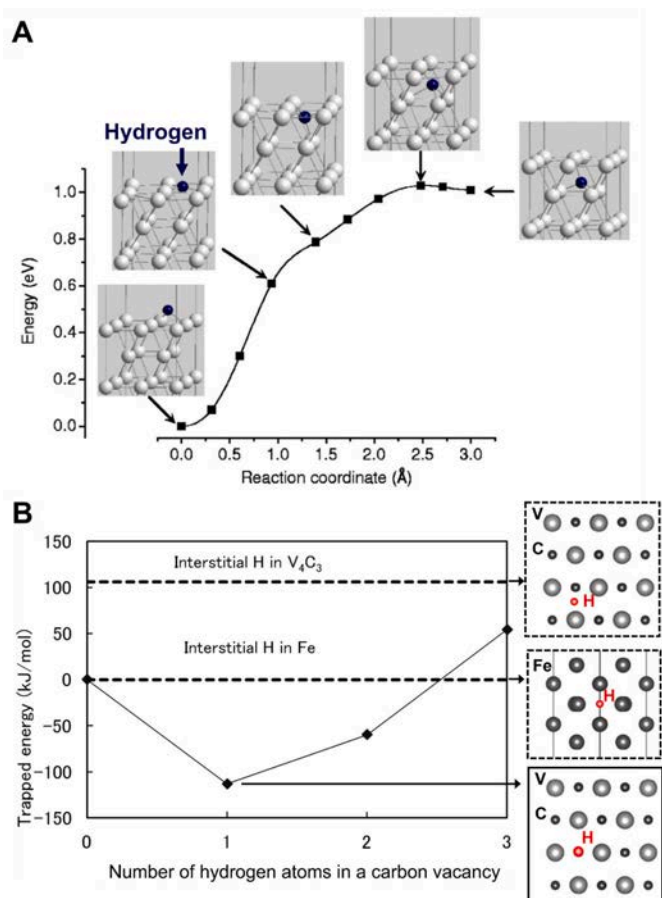 A
Hydrogen
Energy (eV)
1.0
0.8
0.6
0.4
0.2
0.0
0.0 0.5 1.0 1.5 2.0 2.5 3.0
Reaction coordinate (Å)
B
Trapped energy (kJ/mol)
150
100
50
0
-50
-100
-150
Interstitial H in V₄C₃
Interstitial H in Fe
0 1 2 3
Number of hydrogen atoms in a carbon vacancy
V
C
H
Fe
H
V
C
H